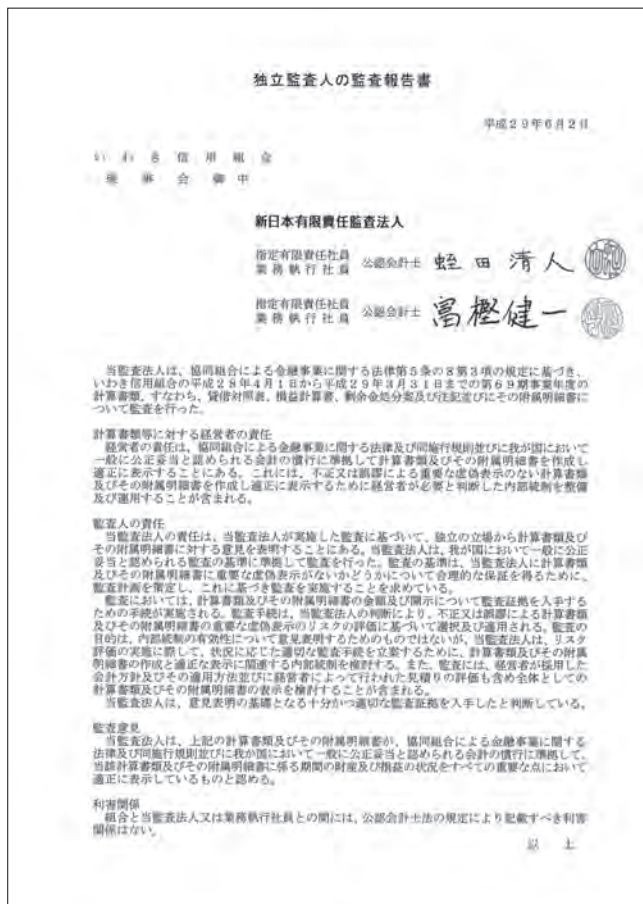 独立監査人の監査報告書
平成29年6月2日
いわき信用組合
理事会御中
新日本有限責任監査法人
指定有限責任社員
業務執行社員 公認会計士 蛭田清人
指定有限責任社員
業務執行社員 公認会計士 富樫健一
当監査法人は、協同組合による金融事業に関する法律第5条の8第3項の規定に基づき、
いわき信用組合の平成28年4月1日から平成29年3月31日までの第69期事業年度の
計算書類、すなわち、貸借対照表、損益計算書、剰余金処分案及び注記並びにその附属明細書に
ついて監査を行った。
計算書類等に対する経営者の責任
経営者の責任は、協同組合による金融事業に関する法律及び同施行規則並びに我が国において
一般に公正妥当と認められる会計の慣行に準拠して計算書類及びその附属明細書を作成し
適正に表示することにある。これには、不正又は誤謬による重要な虚偽表示のない計算書類
及びその附属明細書を作成し適正に表示するために経営者が必要と判断した内部統制を整備
及び運用することが含まれる。
監査人の責任
当監査法人の責任は、当監査法人が実施した監査に基づいて、独立の立場から計算書類及び
その附属明細書に対する意見を表明することにある。当監査法人は、我が国において一般に公正
妥当と認められる監査の基準に準拠して監査を行った。監査の基準は、当監査法人に計算書類
及びその附属明細書に重要な虚偽表示がないかどうかについて合理的な保証を得るために、
監査計画を策定し、これに基づき監査を実施することを求めている。
監査においては、計算書類及びその附属明細書の金額及び開示について監査証拠を入手する
ための手続が実施される。監査手続は、当監査法人の判断により、不正又は誤謬による計算書類
及びその附属明細書の重要な虚偽表示のリスクの評価に基づいて選択及び適用される。監査の
目的は、内部統制の有効性について意見表明するためのものではないが、当監査法人は、リスク
評価の実施に際して、状況に応じた適切な監査手続を立案するために、計算書類及びその附属
明細書の作成と適正な表示に関連する内部統制を検討する。また、監査には、経営者が採用した
会計方針及びその適用方法並びに経営者によって行われた見積りの評価も含め全体としての
計算書類及びその附属明細書の表示を検討することが含まれる。
当監査法人は、意見表明の基礎となる十分かつ適切な監査証拠を入手したと判断している。
監査意見
当監査法人は、上記の計算書類及びその附属明細書が、協同組合による金融事業に関する
法律及び同施行規則並びに我が国において一般に公正妥当と認められる会計の慣行に準拠して、
当該計算書類及びその附属明細書に係る期間の財産及び損益の状況をすべての重要な点において
適正に表示しているものと認める。
利害関係
組合と当監査法人又は業務執行社員との間には、公認会計士法の規定により記載すべき利害
関係はない。
以 上